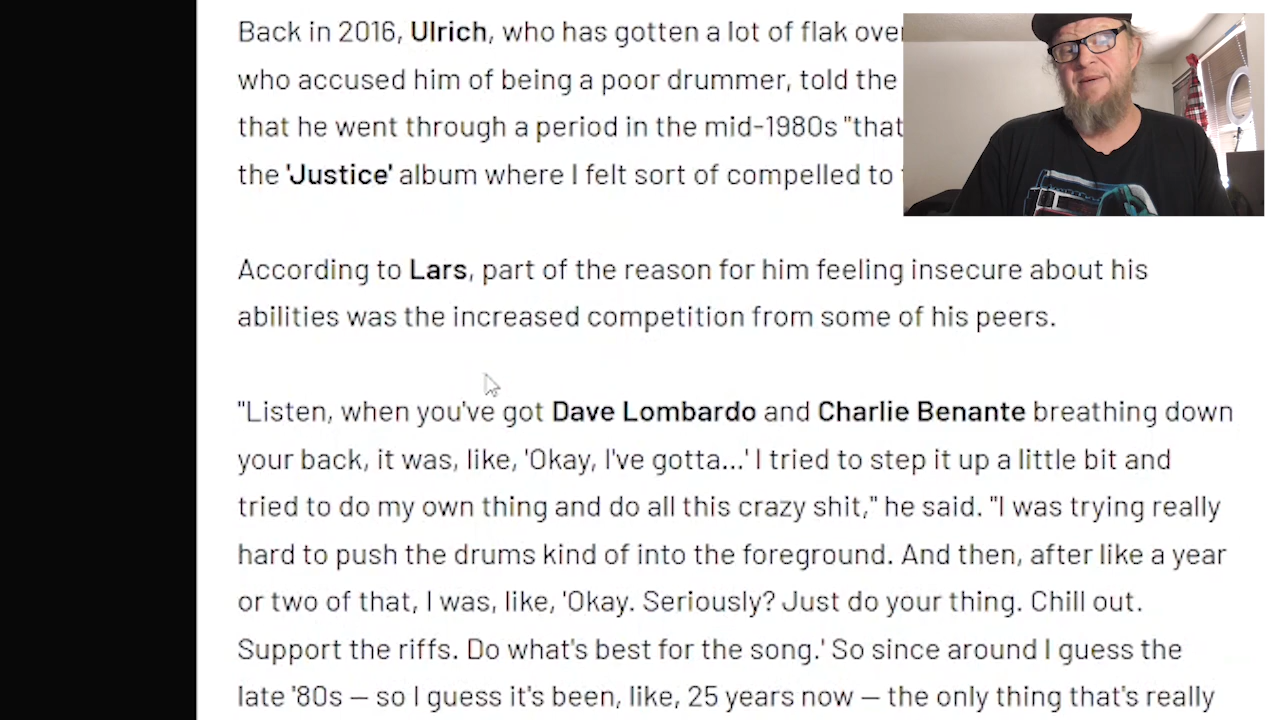 Back in 2016, Ulrich, who has gotten a lot of flak over
who accused him of being a poor drummer, told the
that he went through a period in the mid-1980s "that
the 'Justice' album where I felt sort of compelled to
According to Lars, part of the reason for him feeling insecure about his
abilities was the increased competition from some of his peers.
"Listen, when you've got Dave Lombardo and Charlie Benante breathing down
your back, it was, like, 'Okay, I've gotta...' I tried to step it up a little bit and
tried to do my own thing and do all this crazy shit," he said. "I was trying really
hard to push the drums kind of into the foreground. And then, after like a year
or two of that, I was, like, 'Okay. Seriously? Just do your thing. Chill out.
Support the riffs. Do what's best for the song.' So since around I guess the
late '80s — so I guess it's been, like, 25 years now — the only thing that's really